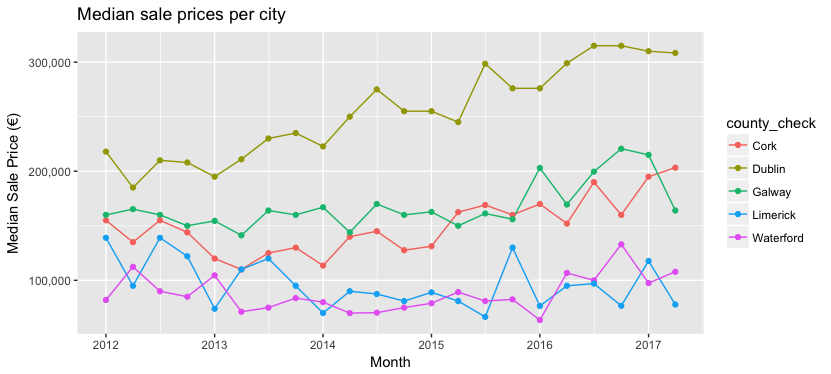 Median sale prices per city
300,000
200,000
100,000
Median Sale Price (€)
2012 2013 2014 2015 2016 2017
Month
county_check
Cork
Dublin
Galway
Limerick
Waterford